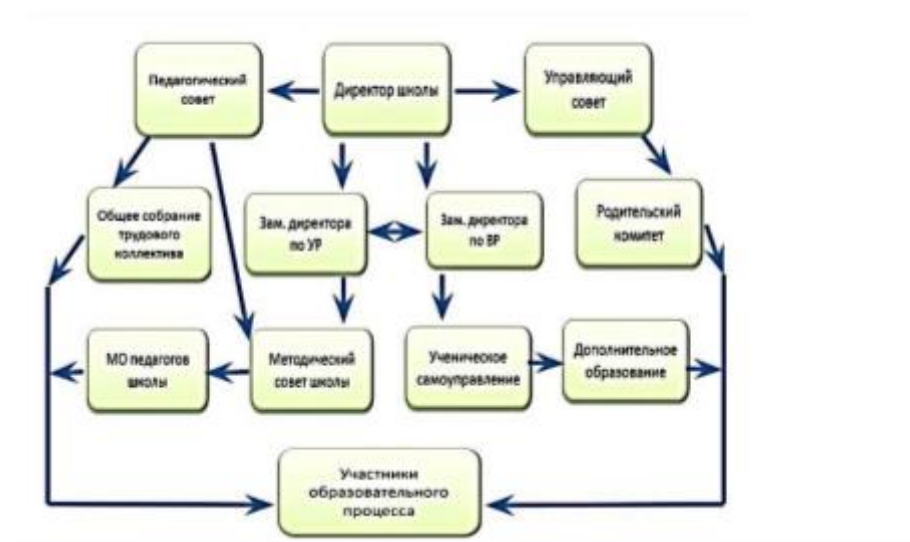 Педагогический
совет
Директор школы
Управляющий
совет
Общее собрание
трудового
коллектива
Зам. директора
по УР
Зам. директора
по ВР
Родительский
комитет
МО педагогов
школы
Методический
совет школы
Ученическое
самоуправление
Дополнительное
образование
Участники
образовательного
процесса